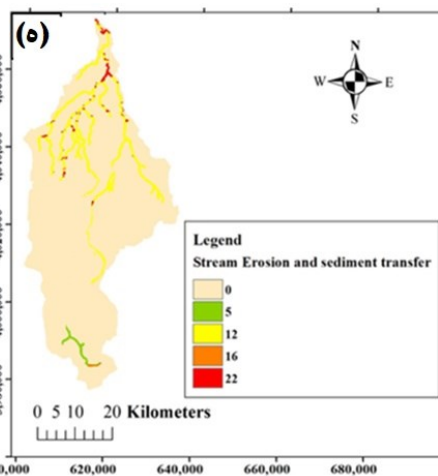 (ه)
N
W E
S
Legend
Stream Erosion and sediment transfer
0
5
12
16
22
0 5 10 20 Kilometers
620,000 640,000 660,000 680,000